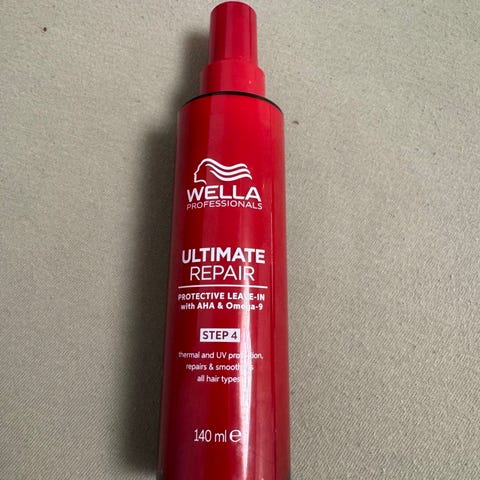 WELLA
PROFESSIONALS
ULTIMATE
REPAIR
PROTECTIVE LEAVE-IN
with AHA & Omega-9
STEP 4
thermal and UV protection,
repairs & smoothes
all hair types
140 ml e